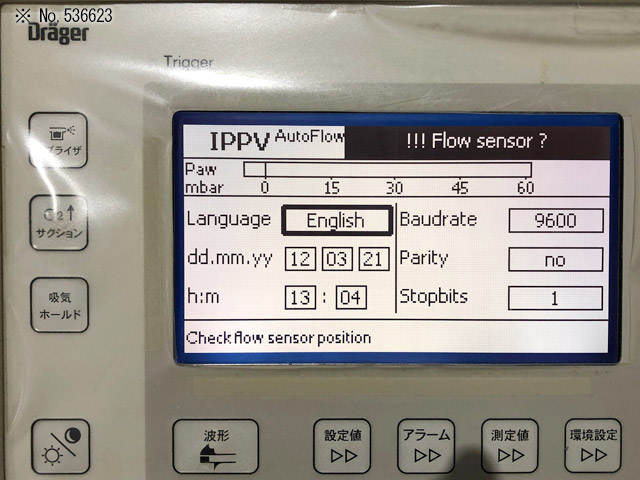 ※ No.536623
Dräger
Trigger
IPPV AutoFlow !!! Flow sensor ?
Paw
mbar 0 15 30 45 60
Language English Baudrate 9600
dd.mm.yy 12 03 21 Parity no
h:m 13 : 04 Stopbits 1
Check flow sensor position
ブライザ
O2↑
サクション
吸気
ホールド
波形
設定値
アラーム
測定値
環境設定